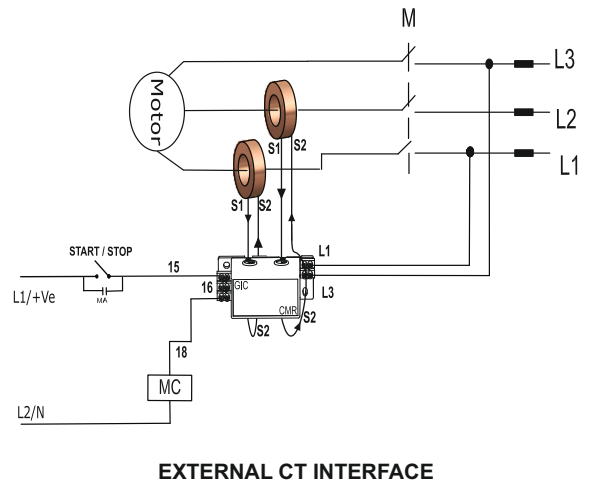 M
L3
Motor
L2
S1
S2
L1
S1
S2
START / STOP
L1
15
L1/+Ve
MA
16
GIC
L3
CMR
S2
S2
18
MC
L2/N
EXTERNAL CT INTERFACE